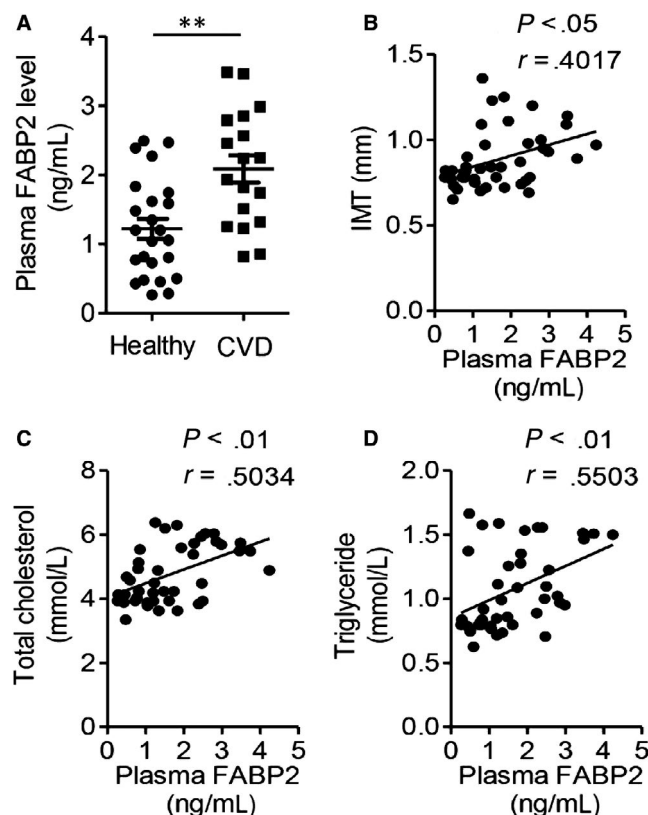 A
**
Plasma FABP2 level
(ng/mL)
4
3
2
1
0
Healthy CVD
B
P < .05
r = .4017
IMT (mm)
1.5
1.0
0.5
0.0
0 1 2 3 4 5
Plasma FABP2
(ng/mL)
C
P < .01
r = .5034
Total cholesterol
(mmol/L)
8
6
4
2
0
0 1 2 3 4 5
Plasma FABP2
(ng/mL)
D
P < .01
r = .5503
Triglyceride
(mmol/L)
2.0
1.5
1.0
0.5
0.0
0 1 2 3 4 5
Plasma FABP2
(ng/mL)